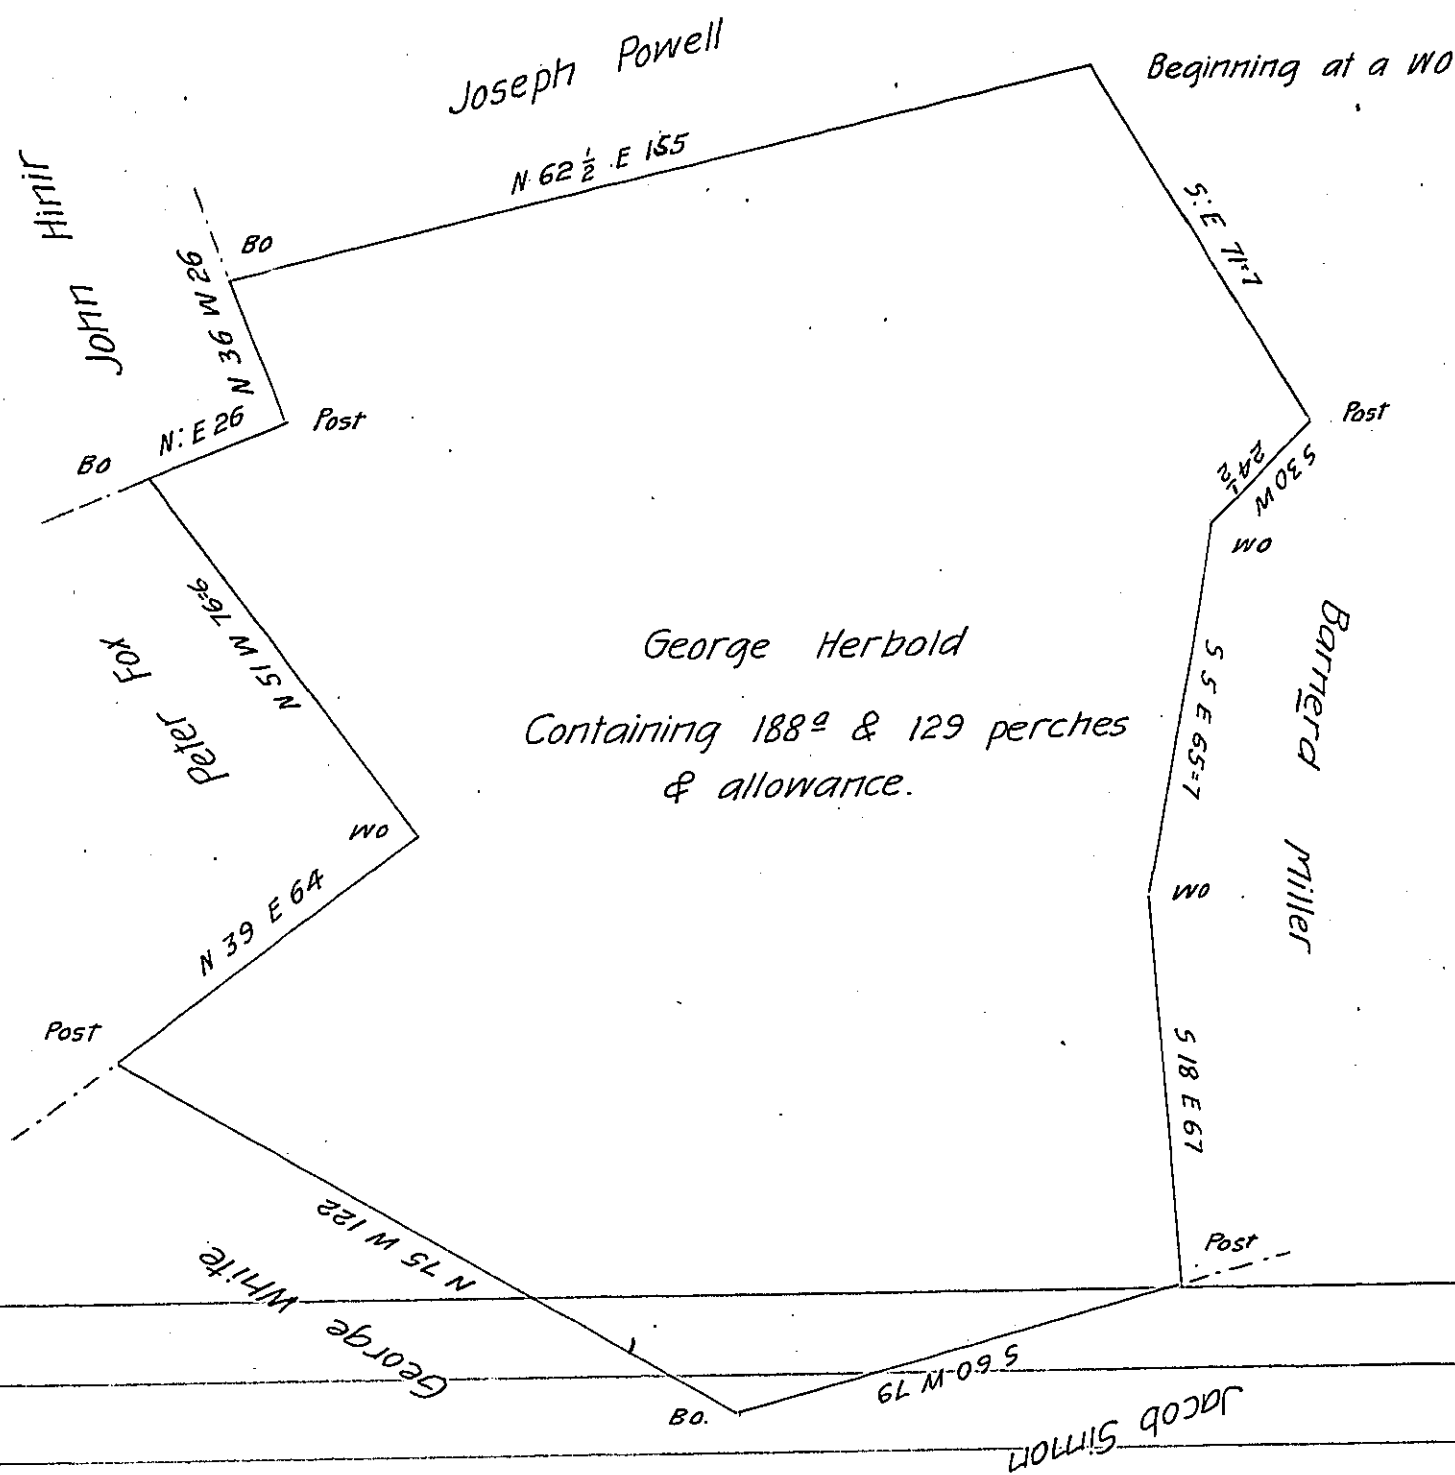 Joseph Powell
Beginning at a WO
N 62 ½ E 155
S: E 71=7
John Hinir
BO
N 36 W 26
N: E 26
Post
BO
Post
S 30 W
24 ½
WO
N 51 W 76=6
Peter Fox
George Herbold
Containing 188ª & 129 perches
& allowance.
S 5 E 65=7
Barnerd Miller
WO
WO
N 39 E 64
Post
S 18 E 67
Post
N 75 W 122
George White
S 60 W 79
BO.
Jacob Simon